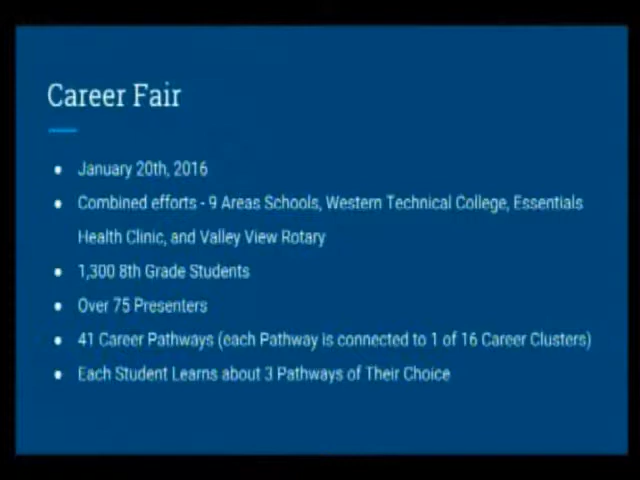 Career Fair
● January 20th, 2016
● Combined efforts - 9 Areas Schools, Western Technical College, Essentials
Health Clinic, and Valley View Rotary
● 1,300 8th Grade Students
● Over 75 Presenters
● 41 Career Pathways (each Pathway is connected to 1 of 16 Career Clusters)
● Each Student Learns about 3 Pathways of Their Choice